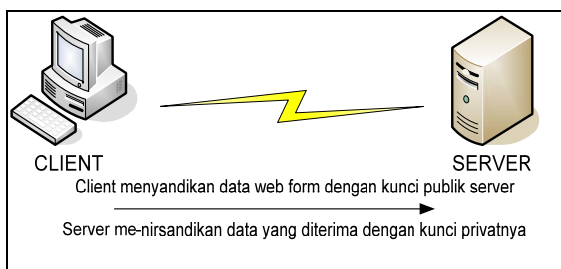 CLIENT SERVER
Client menyandikan data web form dengan kunci publik server
Server me-nirsandikan data yang diterima dengan kunci privatnya